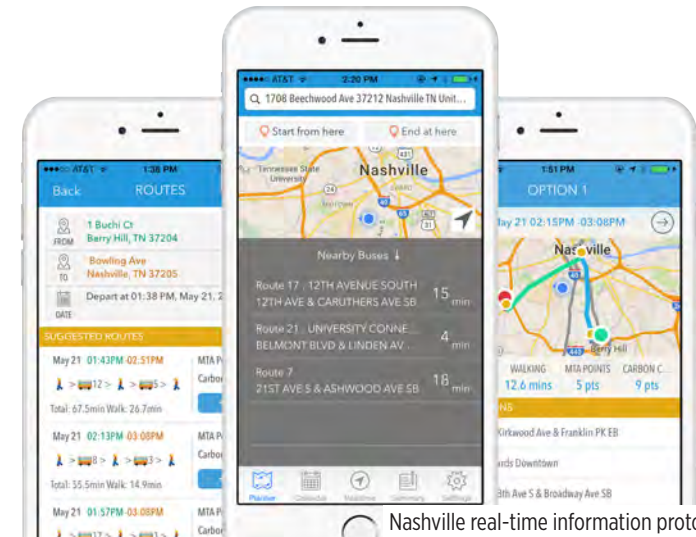 AT&T 1:38 PM
Back ROUTES
FROM
1 Buchi Ct
Berry Hill, TN 37204
TO
Bowling Ave
Nashville, TN 37205
DATE
Depart at 01:38 PM, May 21, 2
SUGGESTED ROUTES
May 21 01:43PM-02:51PM MTA P
> 12 > > 5 >
Carbo
Total: 67.5min Walk: 26.7min
May 21 02:13PM-03:08PM MTA P
> 8 > > 3 >
Carbo
Total: 55.5min Walk: 14.9min
May 21 01:57PM-03:08PM MTA P
Carbo
AT&T 2:20 PM
1708 Beechwood Ave 37212 Nashville TN Unit...
Start from here End at here
Tennessee State
University
Nashville
Nearby Buses ↓
Route 17 : 12TH AVENUE SOUTH
12TH AVE & CARUTHERS AVE SB
15 min
Route 21 : UNIVERSITY CONNE...
BELMONT BLVD & LINDEN AV...
4 min
Route 7
21ST AVE S & ASHWOOD AVE SB
18 min
Planner Calendar Realtime Summary Settings
1:51 PM
OPTION 1
May 21 02:15PM-03:08PM
Nashville
Berry Hill
WALKING MTA POINTS CARBON C...
12.6 mins 5 pts 9 pts
NS
Kirkwood Ave & Franklin PK EB
rds Downtown
8th Ave S & Broadway Ave SB
Nashville real-time information proto